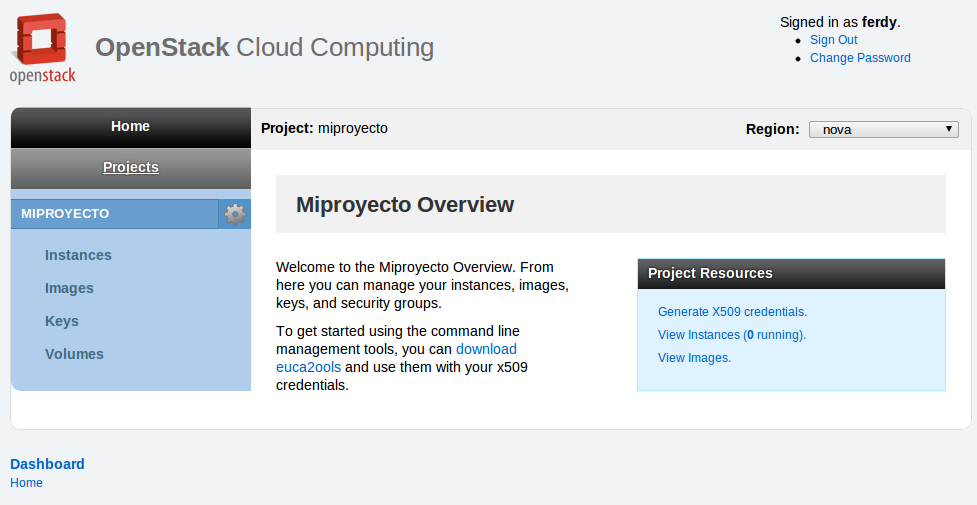 openstack
OpenStack Cloud Computing
Signed in as ferdy.
Sign Out
Change Password
Home
Projects
MIPROYECTO
Instances
Images
Keys
Volumes
Project: miproyecto
Region: nova
Miproyecto Overview
Welcome to the Miproyecto Overview. From
here you can manage your instances, images,
keys, and security groups.
To get started using the command line
management tools, you can download
euca2ools and use them with your x509
credentials.
Project Resources
Generate X509 credentials.
View Instances (0 running).
View Images.
Dashboard
Home